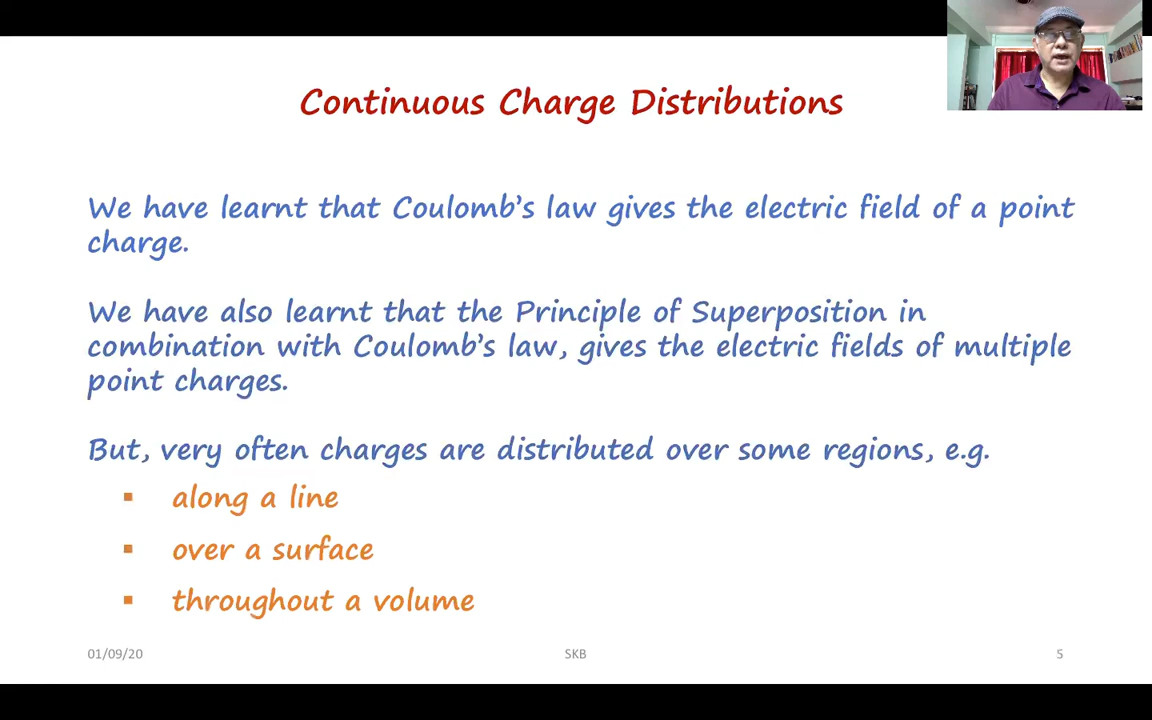 Continuous Charge Distributions
We have learnt that Coulomb's law gives the electric field of a point
charge.
We have also learnt that the Principle of Superposition in
combination with Coulomb's law, gives the electric fields of multiple
point charges.
But, very often charges are distributed over some regions, e.g.
▪ along a line
▪ over a surface
▪ throughout a volume
01/09/20 SKB 5